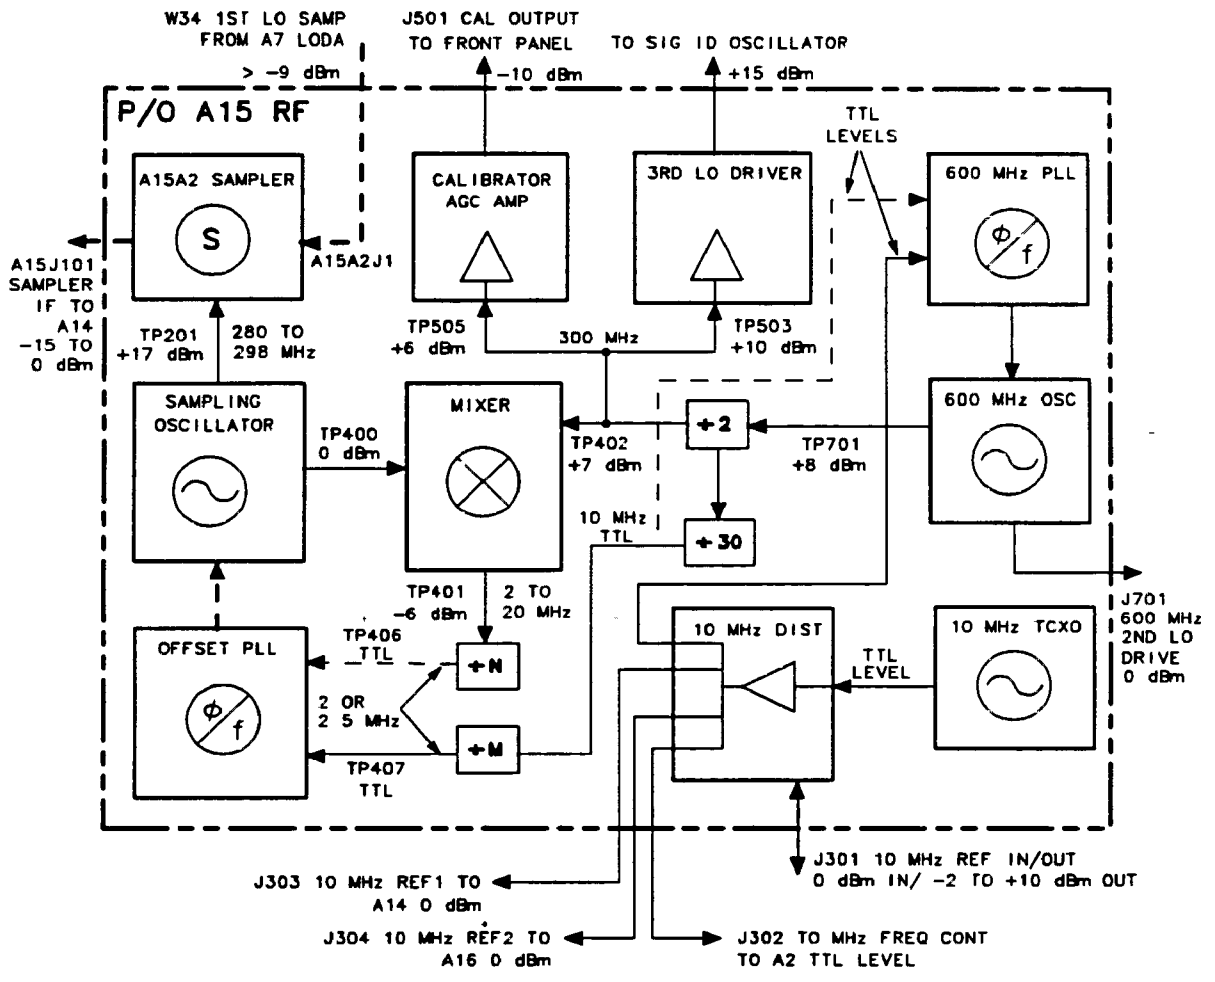 W34 1ST LO SAMP
FROM A7 LODA
> -9 dBm
J501 CAL OUTPUT
TO FRONT PANEL
-10 dBm
TO SIG ID OSCILLATOR
+15 dBm
P/O A15 RF
TTL
LEVELS
A15A2 SAMPLER
S
CALIBRATOR
AGC AMP
3RD LO DRIVER
600 MHz PLL
φ/f
A15J101
SAMPLER
IF TO
A14
-15 TO
0 dBm
A15A2J1
TP201
+17 dBm
280 TO
298 MHz
TP505
+6 dBm
300 MHz
TP503
+10 dBm
SAMPLING
OSCILLATOR
TP400
0 dBm
MIXER
TP402
+7 dBm
÷2
TP701
+8 dBm
600 MHz OSC
10 MHz
TTL
÷30
TP401
-6 dBm
2 TO
20 MHz
J701
600 MHz
2ND LO
DRIVE
0 dBm
OFFSET PLL
φ/f
TP406
TTL
÷N
2 OR
2 5 MHz
÷M
TP407
TTL
10 MHz DIST
TTL
LEVEL
10 MHz TCXO
J301 10 MHz REF IN/OUT
0 dBm IN/ -2 TO +10 dBm OUT
J303 10 MHz REF1 TO
A14 0 dBm
J304 10 MHz REF2 TO
A16 0 dBm
J302 TO MHz FREQ CONT
TO A2 TTL LEVEL